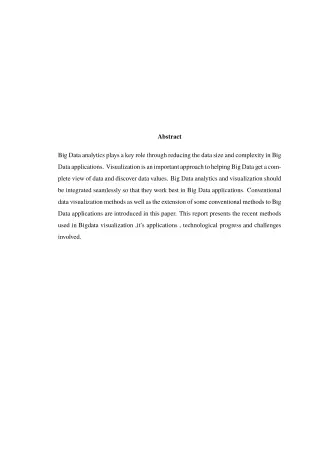 Abstract
Big Data analytics plays a key role through reducing the data size and complexity in Big
Data applications. Visualization is an important approach to helping Big Data get a com-
plete view of data and discover data values. Big Data analytics and visualization should
be integrated seamlessly so that they work best in Big Data applications. Conventional
data visualization methods as well as the extension of some conventional methods to Big
Data applications are introduced in this paper. This report presents the recent methods
used in Bigdata visualization ,it's applications , technological progress and challenges
involved.